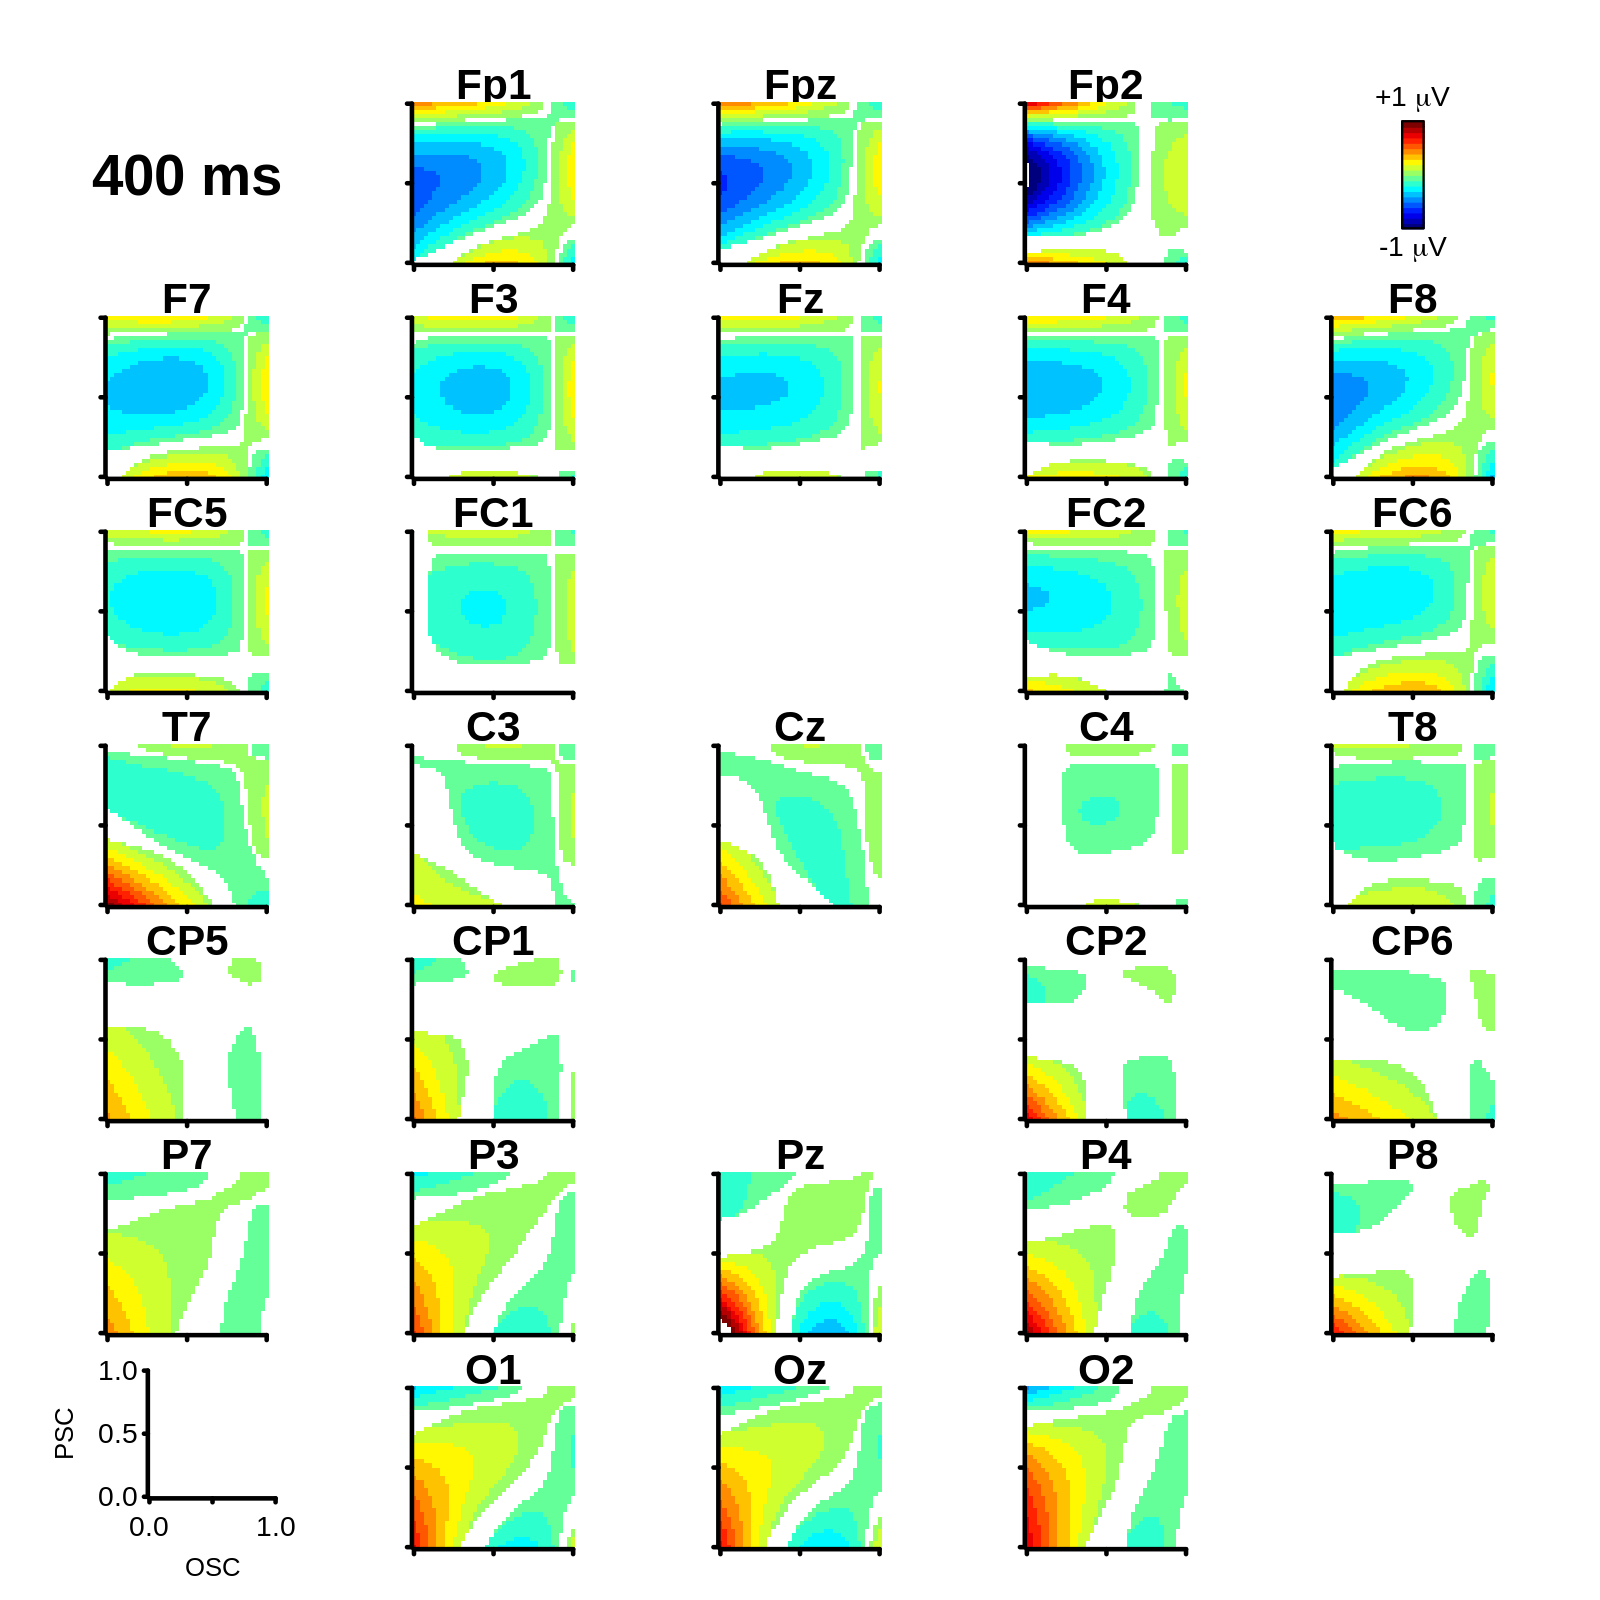 Fp1 Fpz Fp2
+1 μV
400 ms
-1 μV
F7 F3 Fz F4 F8
FC5 FC1 FC2 FC6
T7 C3 Cz C4 T8
CP5 CP1 CP2 CP6
P7 P3 Pz P4 P8
O1 Oz O2
1.0
0.5
0.0
PSC
0.0 1.0
OSC